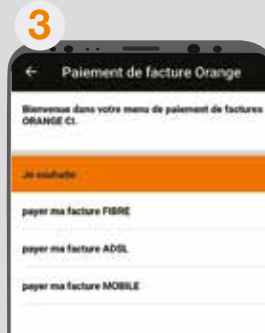 3
Paiement de facture Orange
Bienvenue dans votre menu de paiement de factures
ORANGE CI.
Je souhaite
payer ma facture FIBRE
payer ma facture ADSL
payer ma facture MOBILE